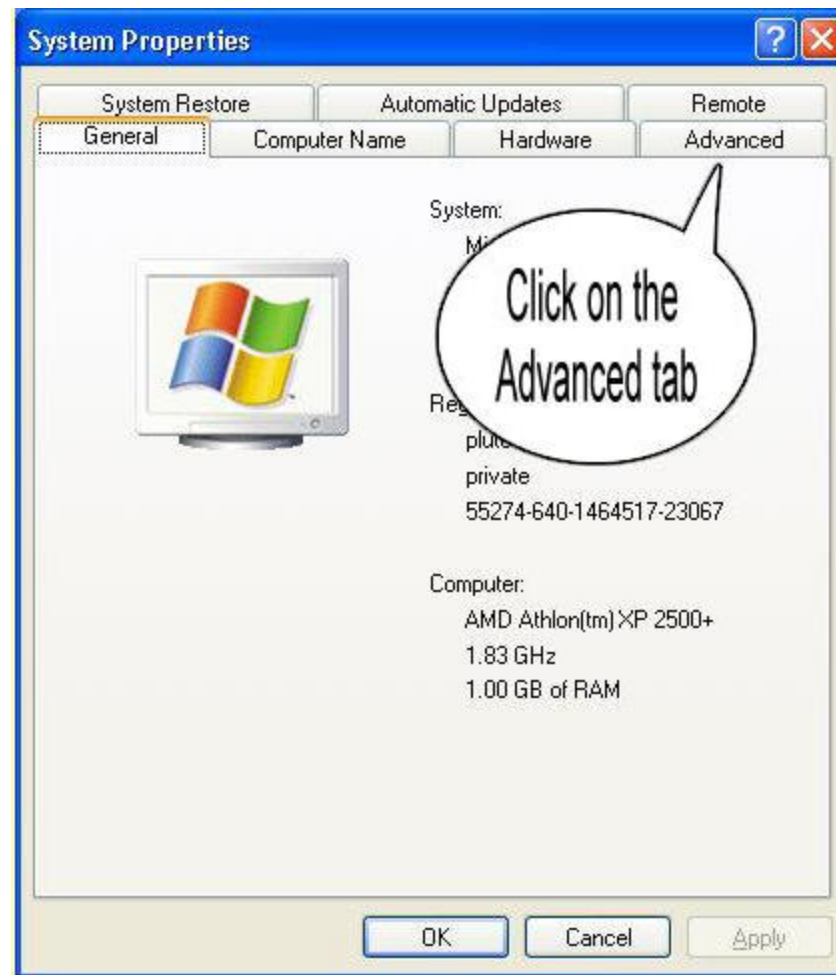 System Properties
System Restore Automatic Updates Remote
General Computer Name Hardware Advanced
System:
Click on the
Advanced tab
private
55274-640-1464517-23067
Computer:
AMD Athlon(tm) XP 2500+
1.83 GHz
1.00 GB of RAM
OK Cancel Apply